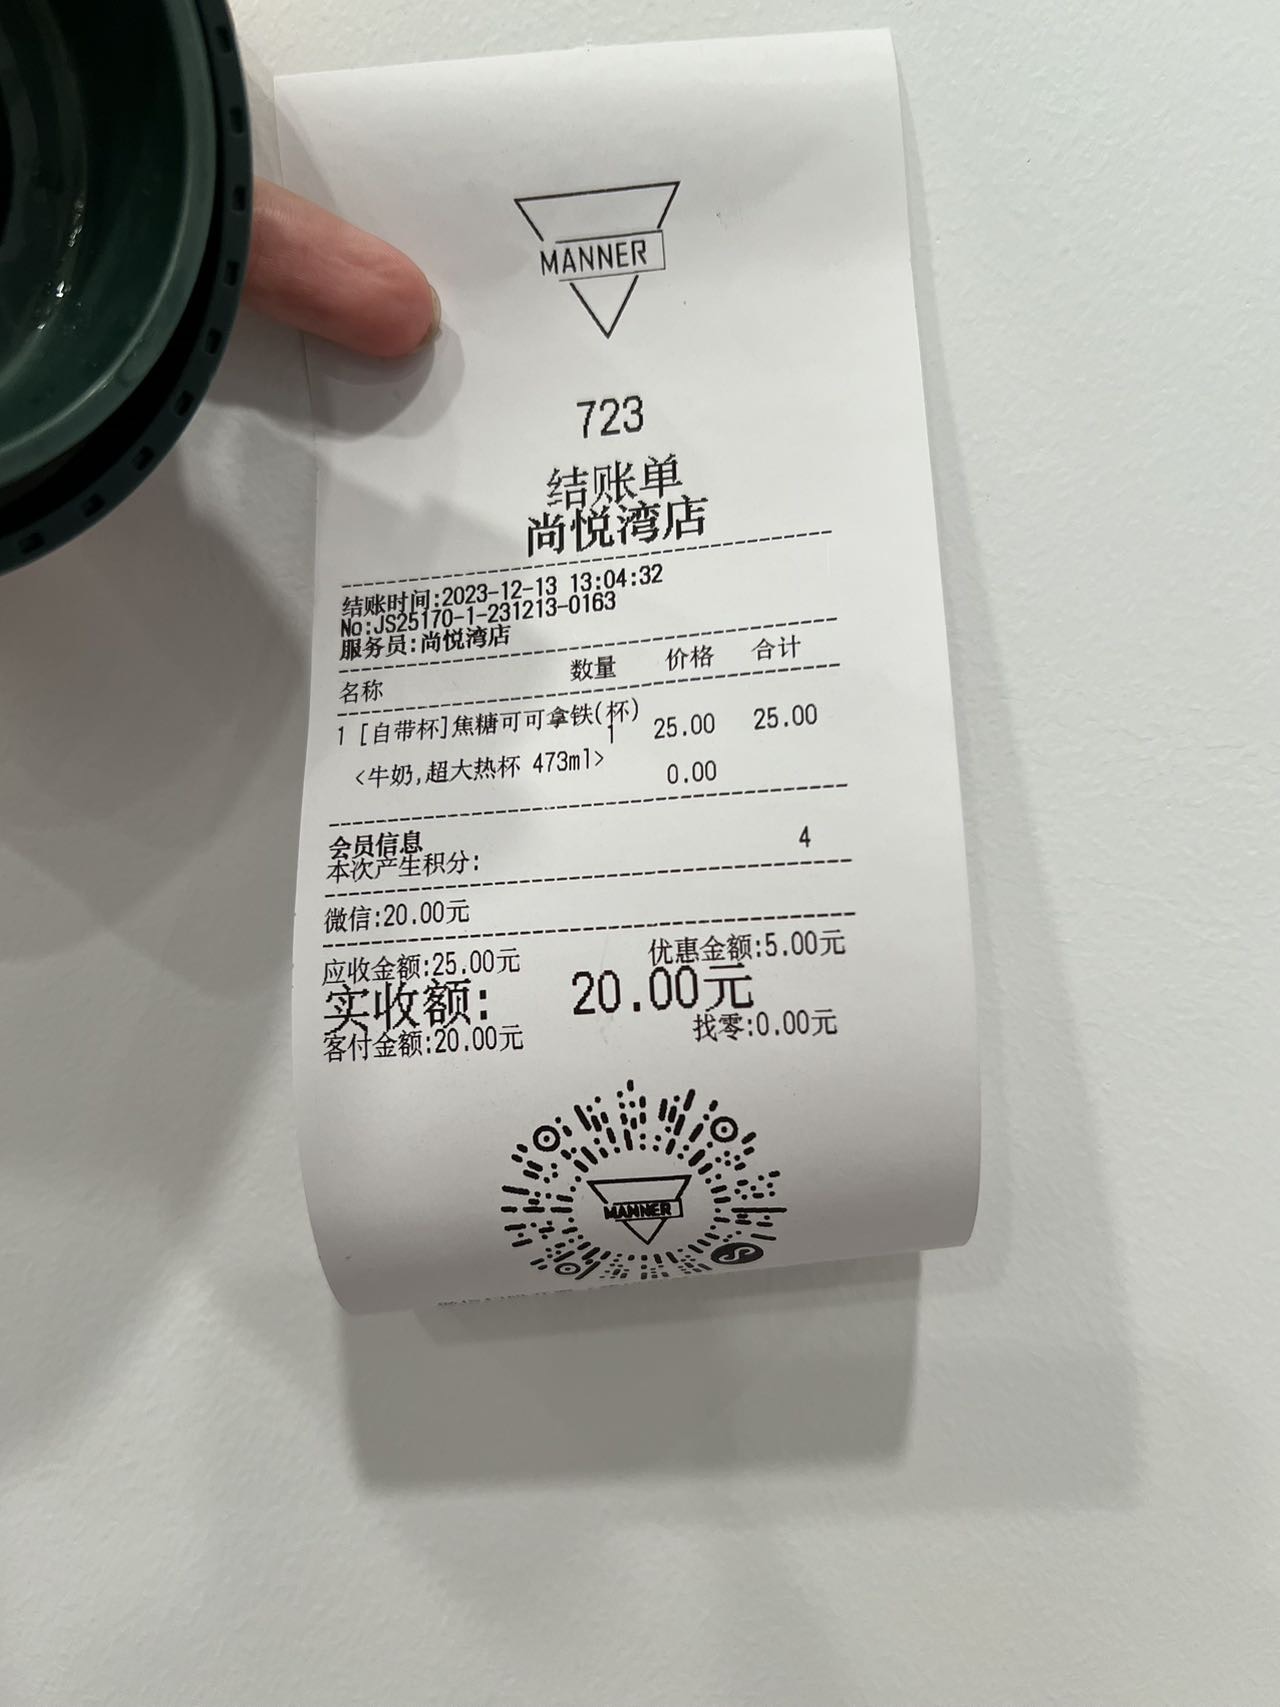 MANNER
723
结账单
尚悦湾店
结账时间:2023-12-13 13:04:32
No:JS25170-1-231213-0163
服务员:尚悦湾店
名称 数量 价格 合计
1 [自带杯]焦糖可可拿铁(杯)
1 25.00 25.00
<牛奶,超大热杯 473ml> 0.00
会员信息
本次产生积分: 4
微信:20.00元
应收金额:25.00元 优惠金额:5.00元
实收额: 20.00元
客付金额:20.00元 找零:0.00元
MANNER